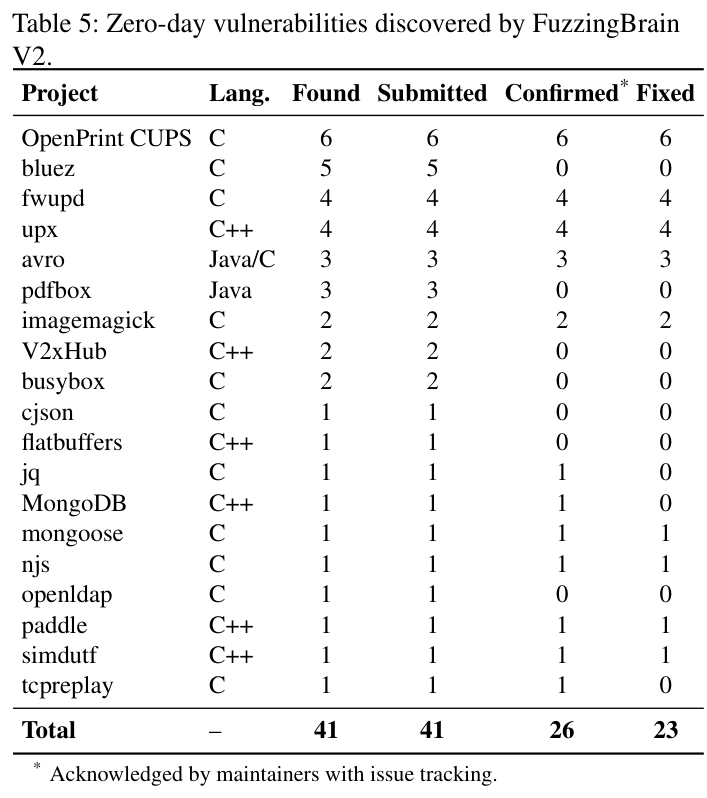 Table 5: Zero-day vulnerabilities discovered by FuzzingBrain
V2.
Project Lang. Found Submitted Confirmed* Fixed
OpenPrint CUPS C 6 6 6 6
bluez C 5 5 0 0
fwupd C 4 4 4 4
upx C++ 4 4 4 4
avro Java/C 3 3 3 3
pdfbox Java 3 3 0 0
imagemagick C 2 2 2 2
V2xHub C++ 2 2 0 0
busybox C 2 2 0 0
cjson C 1 1 0 0
flatbuffers C++ 1 1 0 0
jq C 1 1 1 0
MongoDB C++ 1 1 1 0
mongoose C 1 1 1 1
njs C 1 1 1 1
openldap C 1 1 0 0
paddle C++ 1 1 1 1
simdutf C++ 1 1 1 1
tcpreplay C 1 1 1 0
Total – 41 41 26 23
* Acknowledged by maintainers with issue tracking.